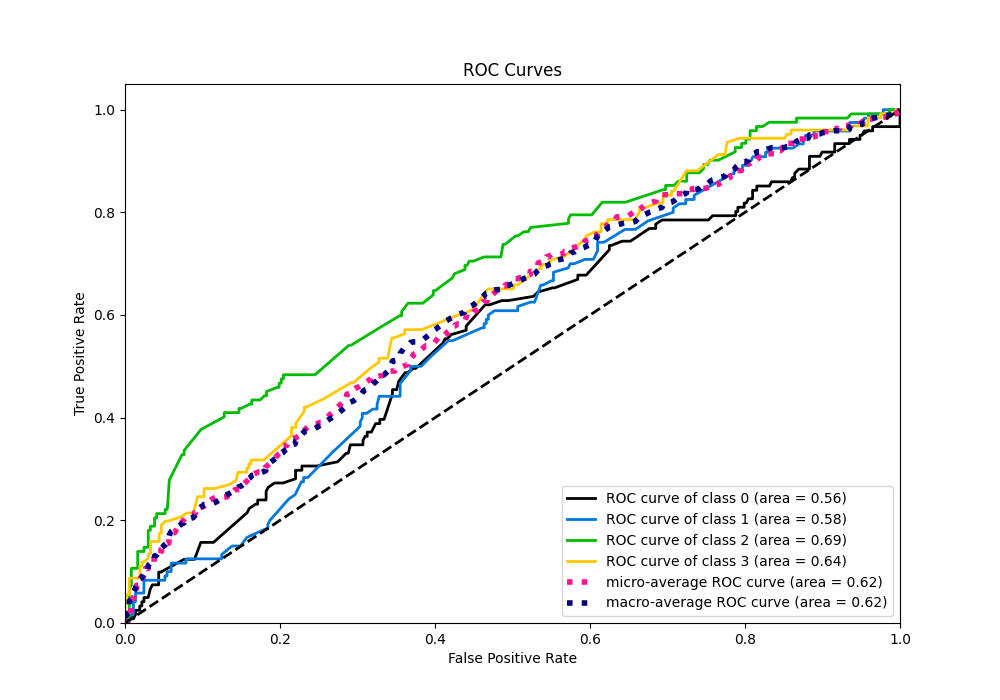 ROC Curves
True Positive Rate
1.0
0.8
0.6
0.4
0.2
0.0
ROC curve of class 0 (area = 0.56)
ROC curve of class 1 (area = 0.58)
ROC curve of class 2 (area = 0.69)
ROC curve of class 3 (area = 0.64)
micro-average ROC curve (area = 0.62)
macro-average ROC curve (area = 0.62)
0.0 0.2 0.4 0.6 0.8 1.0
False Positive Rate